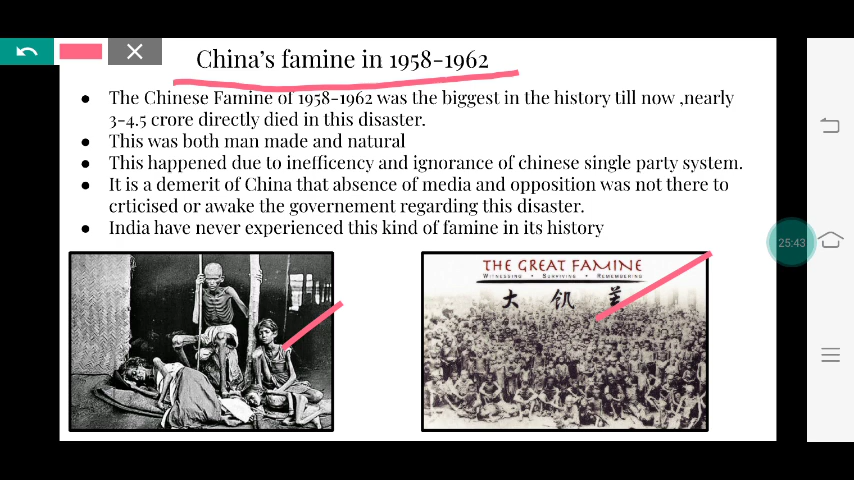 China's famine in 1958-1962
● The Chinese Famine of 1958-1962 was the biggest in the history till now ,nearly
3-4.5 crore directly died in this disaster.
● This was both man made and natural
● This happened due to inefficency and ignorance of chinese single party system.
● It is a demerit of China that absence of media and opposition was not there to
crticised or awake the governement regarding this disaster.
● India have never experienced this kind of famine in its history
25:43
THE GREAT FAMINE
WITNESSING • SURVIVING • REMEMBERING
大 饥